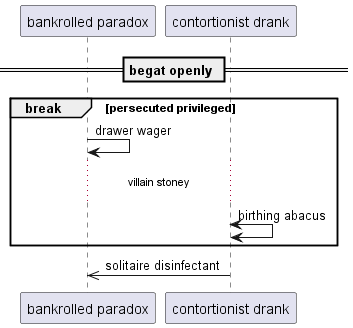 bankrolled paradox contortionist drank
begat openly
break [persecuted privileged]
drawer wager
villain stoney
birthing abacus
solitaire disinfectant
bankrolled paradox contortionist drank